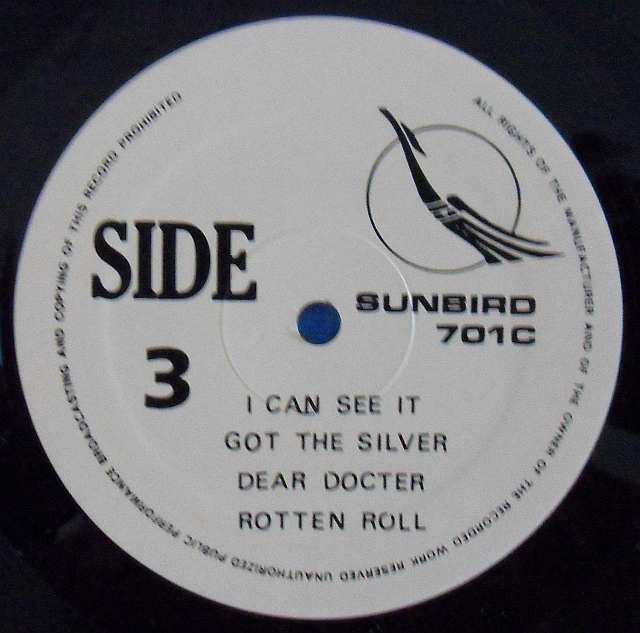 SIDE
3
SUNBIRD
701C
I CAN SEE IT
GOT THE SILVER
DEAR DOCTER
ROTTEN ROLL
ALL RIGHTS OF THE MANUFACTURER AND OF THE OWNER OF THE RECORDED WORK RESERVED UNAUTHORIZED PUBLIC PERFORMANCE BROADCASTING AND COPYING OF THIS RECORD PROHIBITED